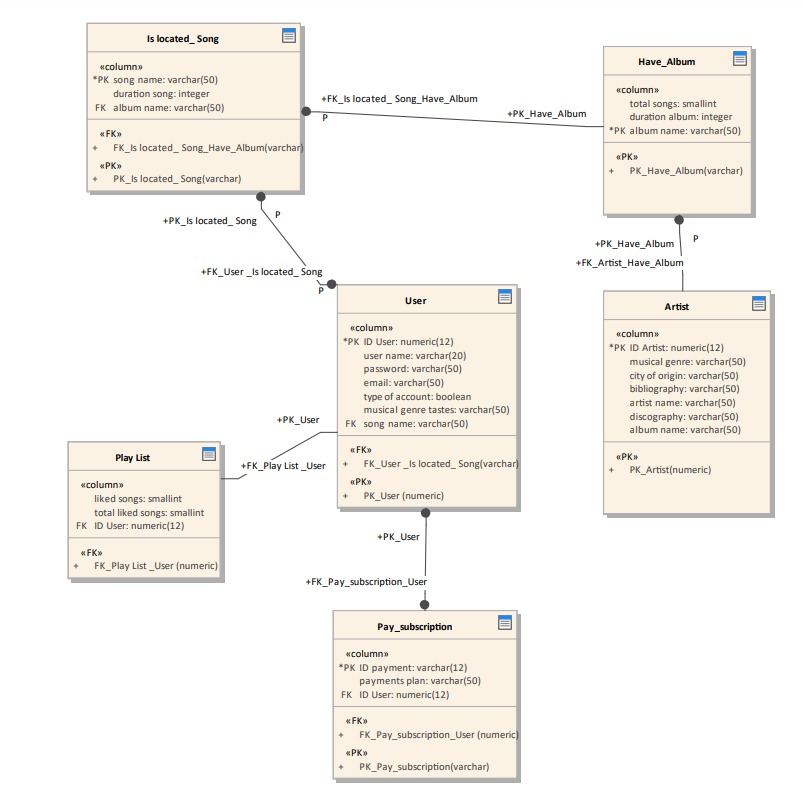 Is located_ Song
«column»
*PK song name: varchar(50)
duration song: integer
FK album name: varchar(50)
«FK»
+ FK_Is located_ Song_Have_Album(varchar)
«PK»
+ PK_Is located_ Song(varchar)
+FK_Is located_ Song_Have_Album
P
+PK_Have_Album
Have_Album
«column»
total songs: smallint
duration album: integer
*PK album name: varchar(50)
«PK»
+ PK_Have_Album(varchar)
+PK_Is located_ Song
P
+FK_User _Is located_ Song
P
+PK_Have_Album
P
+FK_Artist_Have_Album
User
«column»
*PK ID User: numeric(12)
user name: varchar(20)
password: varchar(50)
email: varchar(50)
type of account: boolean
musical genre tastes: varchar(50)
FK song name: varchar(50)
«FK»
+ FK_User _Is located_ Song(varchar)
«PK»
+ PK_User (numeric)
Artist
«column»
*PK ID Artist: numeric(12)
musical genre: varchar(50)
city of origin: varchar(50)
bibliography: varchar(50)
artist name: varchar(50)
discography: varchar(50)
album name: varchar(50)
«PK»
+ PK_Artist(numeric)
+PK_User
+FK_Play List _User
Play List
«column»
liked songs: smallint
total liked songs: smallint
FK ID User: numeric(12)
«FK»
+ FK_Play List _User (numeric)
+PK_User
+FK_Pay_subscription_User
Pay_subscription
«column»
*PK ID payment: varchar(12)
payments plan: varchar(50)
FK ID User: numeric(12)
«FK»
+ FK_Pay_subscription_User (numeric)
«PK»
+ PK_Pay_subscription(varchar)